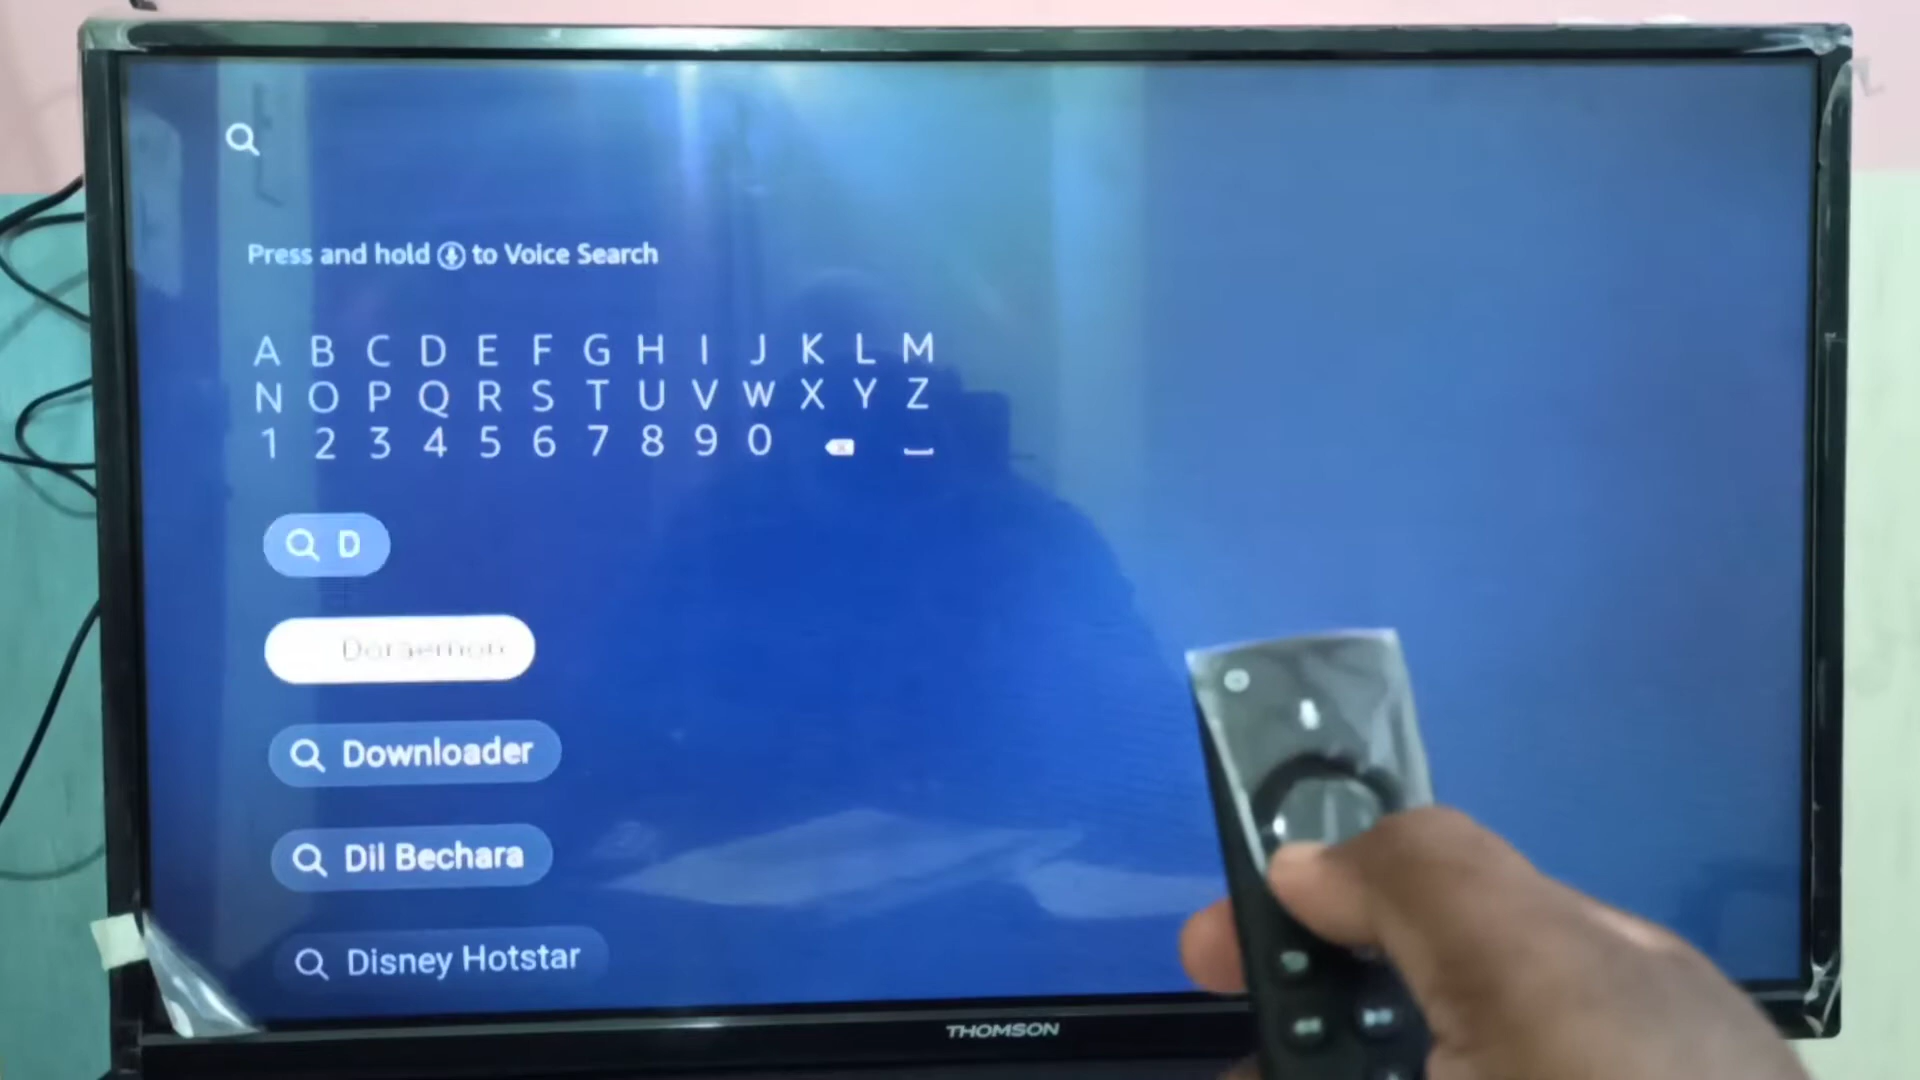 Press and hold to Voice Search
A B C D E F G H I J K L M
N O P Q R S T U V W X Y Z
1 2 3 4 5 6 7 8 9 0
D
Doraemon
Downloader
Dil Bechara
Disney Hotstar
THOMSON